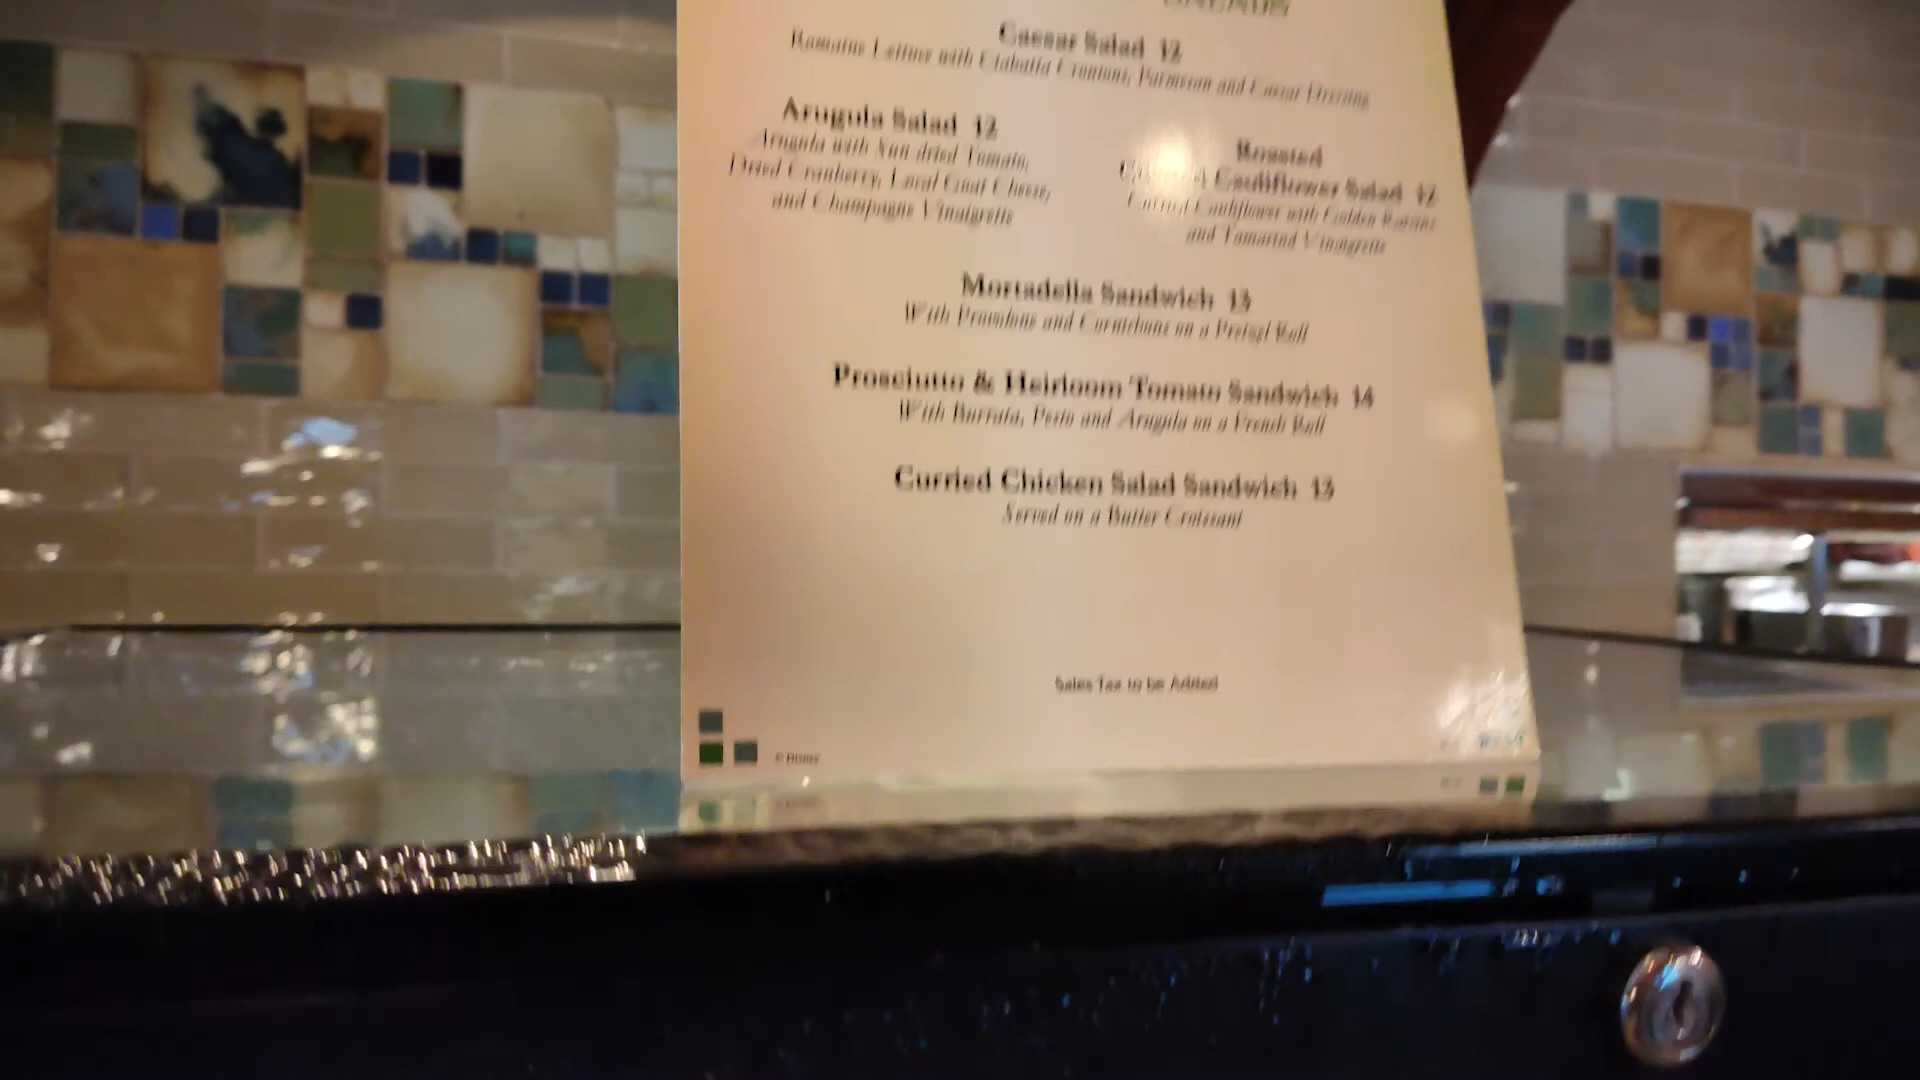 Caesar Salad 12
Romaine Lettuce with Ciabatta Croutons, Parmesan and Caesar Dressing
Arugula Salad 12
Arugula with Sun-dried Tomato,
Dried Cranberry, Local Goat Cheese,
and Champagne Vinaigrette
Roasted
Cauliflower Salad 12
Curried Cauliflower with Golden Raisins
and Tamarind Vinaigrette
Mortadella Sandwich 13
With Provolone and Cornichons on a Pretzel Roll
Prosciutto & Heirloom Tomato Sandwich 14
With Burrata, Pesto and Arugula on a French Roll
Curried Chicken Salad Sandwich 13
Served on a Butter Croissant
Sales Tax to be Added
© Disney